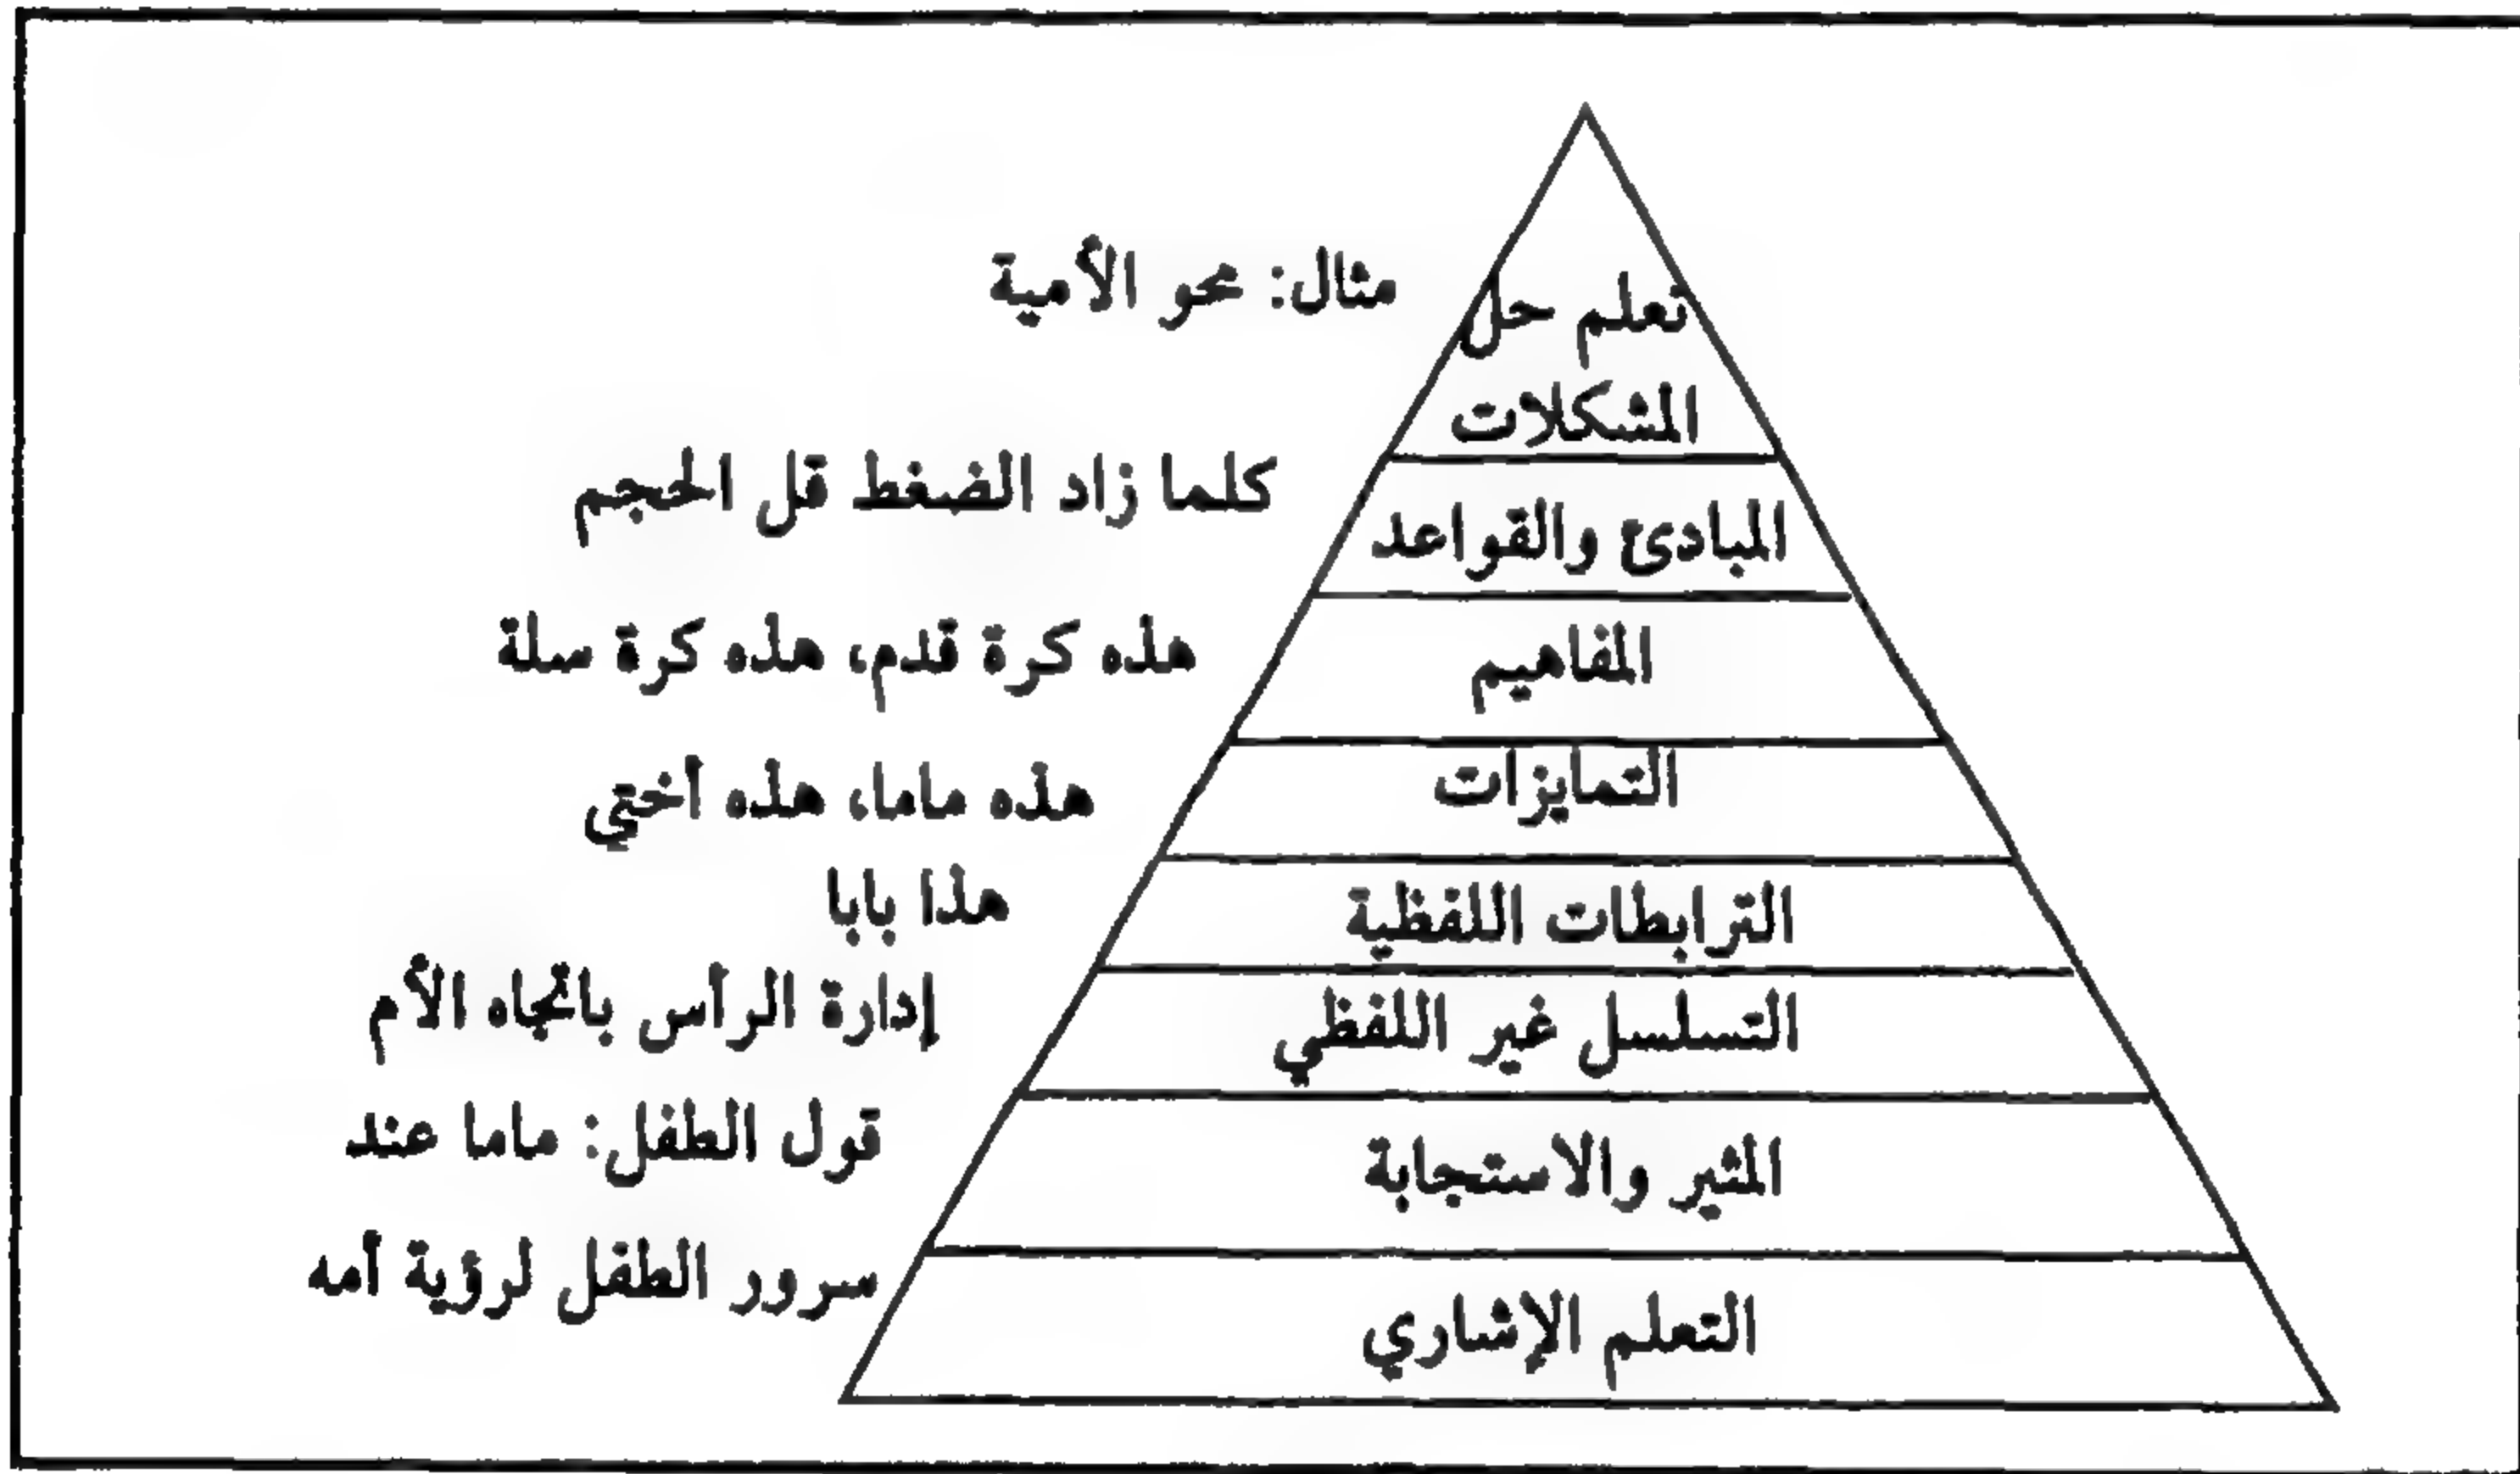 مثال: محو الأمية
تعلم حل
المشكلات
كلما زاد الضغط قل الحجم
المبادئ والقواعد
هذه كرة قدم، هذه كرة سلة
المفاهيم
هذه ماما، هذه أختي
التمايزات
هذا بابا
الترابطات اللفظية
إدارة الرأس باتجاه الأم
التسلسل غير اللفظي
قول الطفل: ماما عند
المثير والاستجابة
سرور الطفل لرؤية أمه
التعلم الإشاري